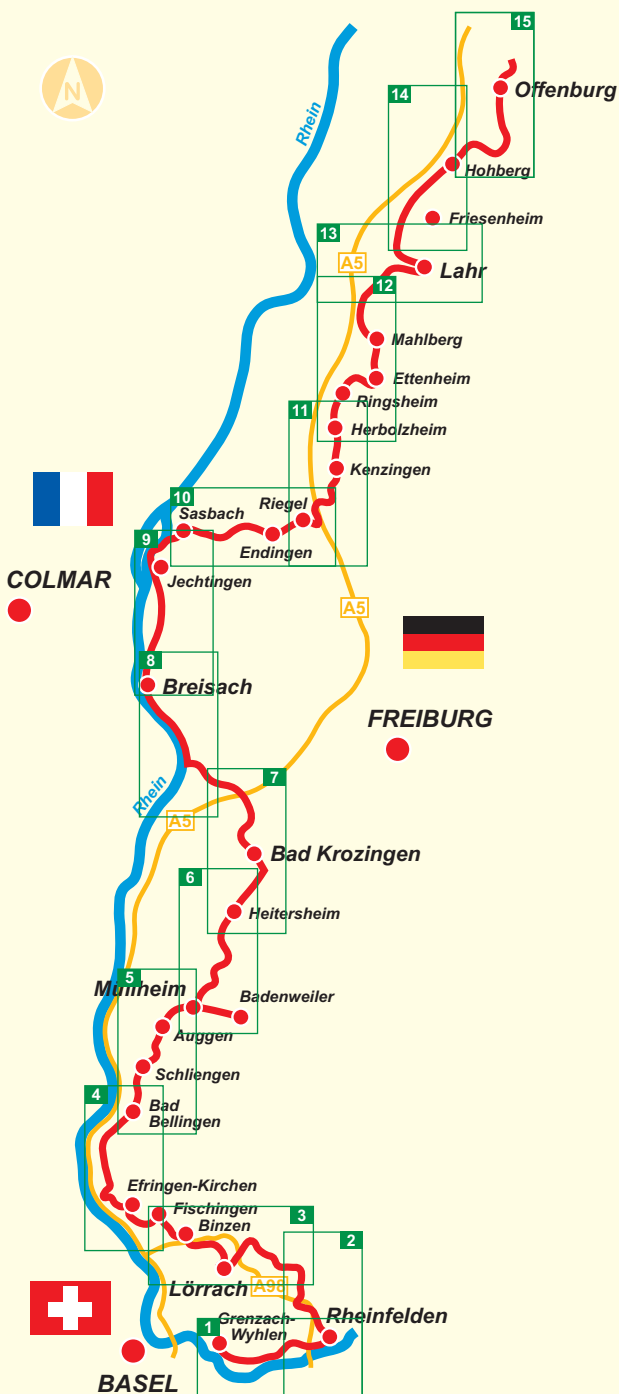 15
Offenburg
N
14
Rhein
Hohberg
Friesenheim
13
A5
Lahr
12
Mahlberg
Ettenheim
Ringsheim
11
Herbolzheim
Kenzingen
10
Riegel
Sasbach
Endingen
9
Jechtingen
COLMAR
A5
8
Breisach
FREIBURG
7
Rhein
A5
Bad Krozingen
6
Heitersheim
5
Müllheim
Badenweiler
Auggen
Schliengen
4
Bad
Bellingen
Efringen-Kirchen
Fischingen
3
Binzen
2
Lörrach
A98
1
Grenzach-
Wyhlen
Rheinfelden
BASEL